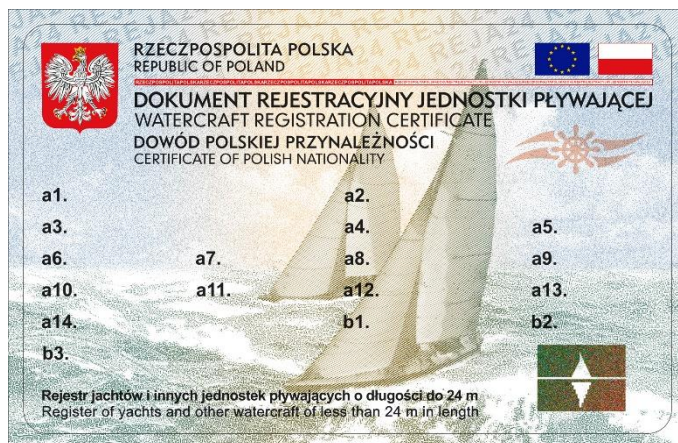 RZECZPOSPOLITA POLSKA
REPUBLIC OF POLAND
DOKUMENT REJESTRACYJNY JEDNOSTKI PŁYWAJĄCEJ
WATERCRAFT REGISTRATION CERTIFICATE
DOWÓD POLSKIEJ PRZYNALEŻNOŚCI
CERTIFICATE OF POLISH NATIONALITY
a1. a2.
a3. a4. a5.
a6. a7. a8. a9.
a10. a11. a12. a13.
a14. b1. b2.
b3.
Rejestr jachtów i innych jednostek pływających o długości do 24 m
Register of yachts and other watercraft of less than 24 m in length